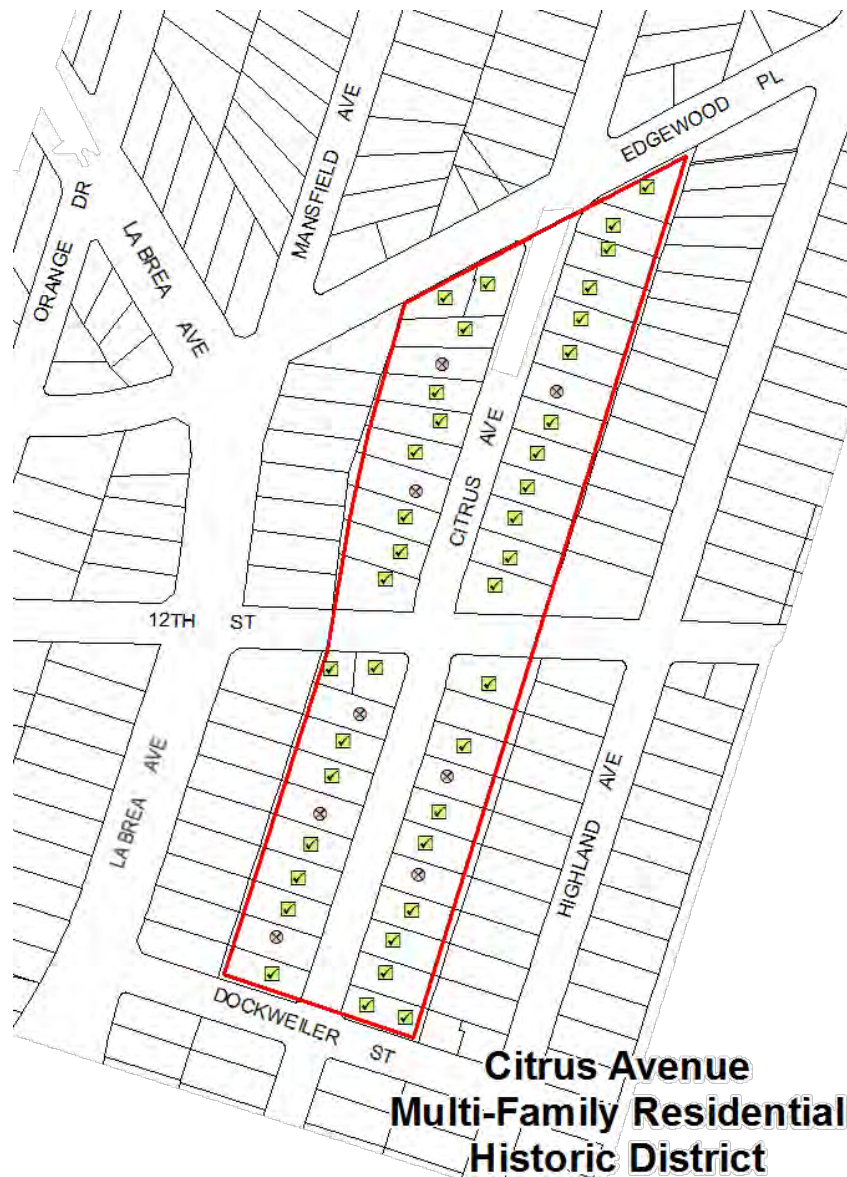 EDGEWOOD PL
MANSFIELD AVE
ORANGE DR
LA BREA AVE
CITRUS AVE
12TH ST
LA BREA AVE
HIGHLAND AVE
DOCKWEILER ST
Citrus Avenue
Multi-Family Residential
Historic District